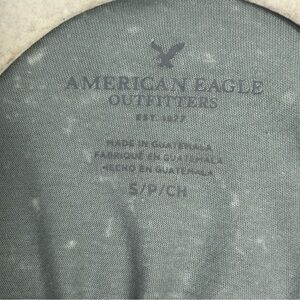 AMERICAN EAGLE
OUTFITTERS
EST. 1977
MADE IN GUATEMALA
FABRIQUÉ EN GUATEMALA
HECHO EN GUATEMALA
S/P/CH